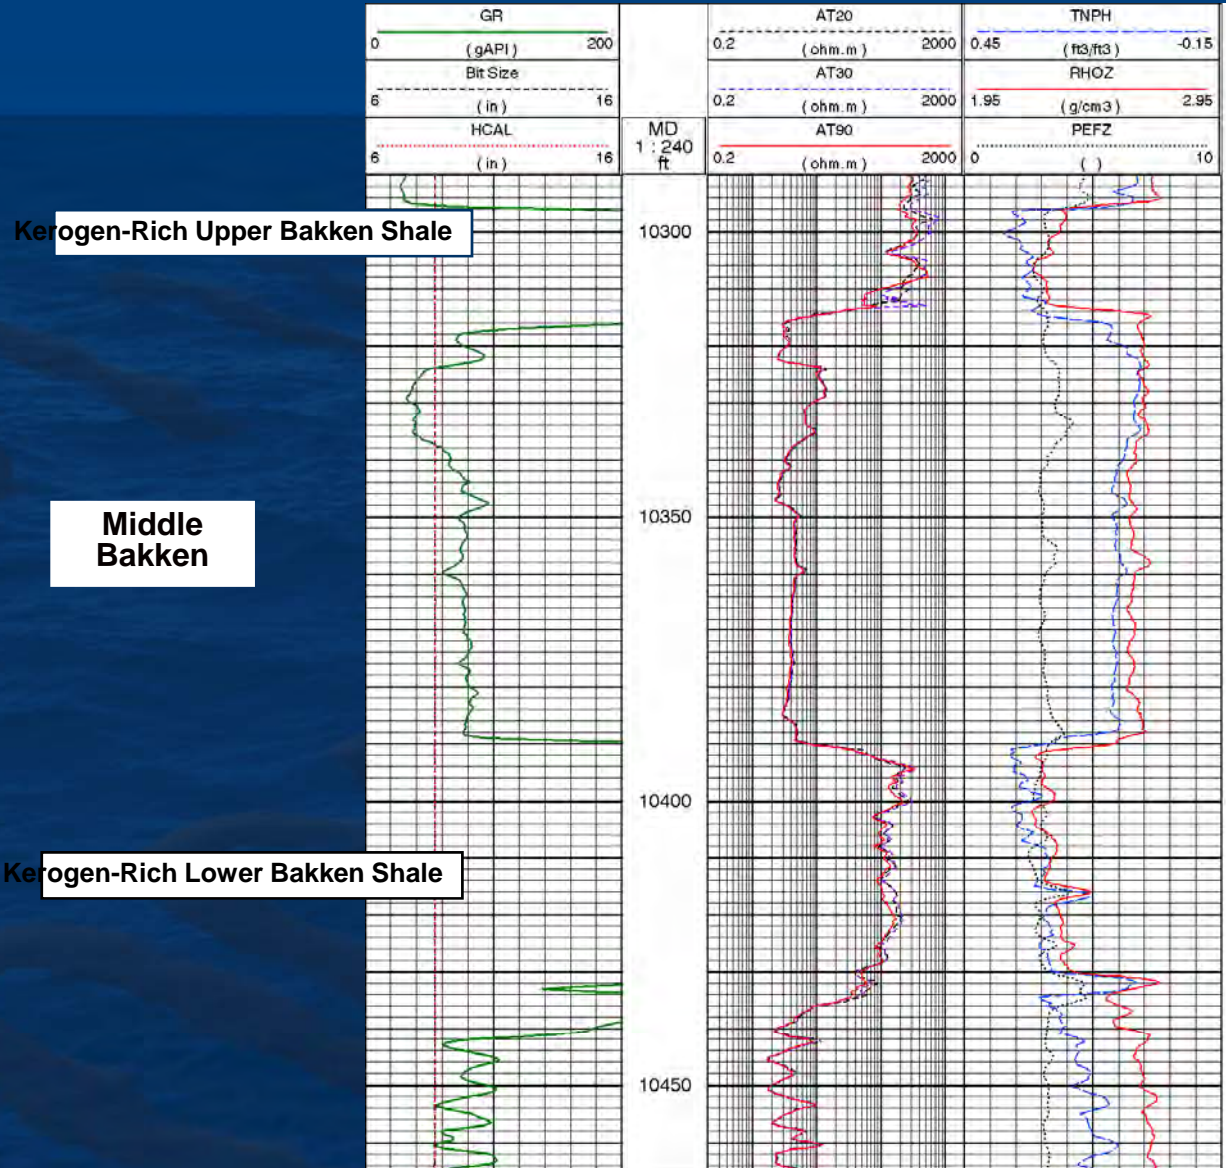 GR
0 (gAPI) 200
Bit Size
6 (in) 16
HCAL
6 (in) 16
MD
1 : 240
ft
AT20
0.2 (ohm.m) 2000
AT30
0.2 (ohm.m) 2000
AT90
0.2 (ohm.m) 2000
TNPH
0.45 (ft3/ft3) -0.15
RHOZ
1.95 (g/cm3) 2.95
PEFZ
0 ( ) 10
Kerogen-Rich Upper Bakken Shale
10300
10350
Middle
Bakken
10400
Kerogen-Rich Lower Bakken Shale
10450